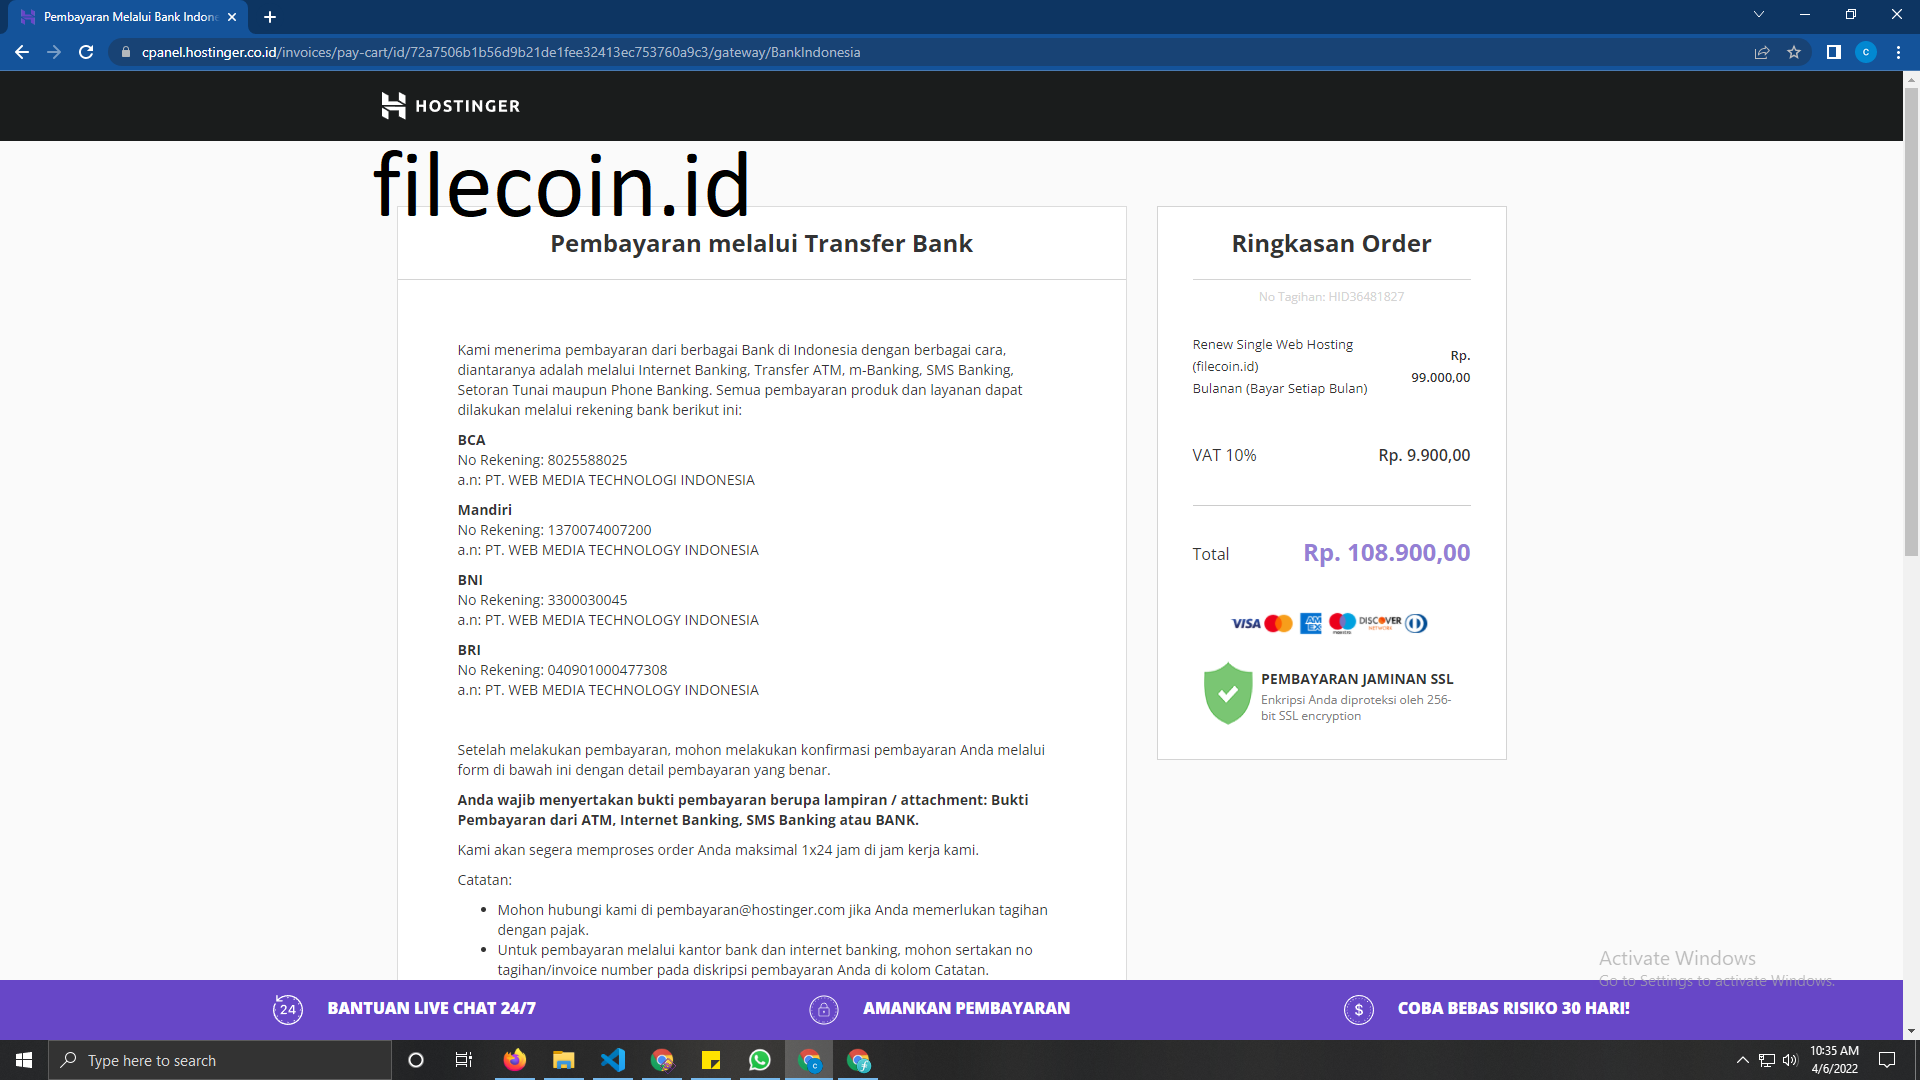 Pembayaran Melalui Bank Indone
cpanel.hostinger.co.id/invoices/pay-cart/id/72a7506b1b56d9b21de1fee32413ec753760a9c3/gateway/BankIndonesia
C
HOSTINGER
filecoin.id
Pembayaran melalui Transfer Bank
Kami menerima pembayaran dari berbagai Bank di Indonesia dengan berbagai cara,
diantaranya adalah melalui Internet Banking, Transfer ATM, m-Banking, SMS Banking,
Setoran Tunai maupun Phone Banking. Semua pembayaran produk dan layanan dapat
dilakukan melalui rekening bank berikut ini:
BCA
No Rekening: 8025588025
a.n: PT. WEB MEDIA TECHNOLOGI INDONESIA
Mandiri
No Rekening: 1370074007200
a.n: PT. WEB MEDIA TECHNOLOGY INDONESIA
BNI
No Rekening: 3300030045
a.n: PT. WEB MEDIA TECHNOLOGY INDONESIA
BRI
No Rekening: 040901000477308
a.n: PT. WEB MEDIA TECHNOLOGY INDONESIA
Setelah melakukan pembayaran, mohon melakukan konfirmasi pembayaran Anda melalui
form di bawah ini dengan detail pembayaran yang benar.
Anda wajib menyertakan bukti pembayaran berupa lampiran / attachment: Bukti
Pembayaran dari ATM, Internet Banking, SMS Banking atau BANK.
Kami akan segera memproses order Anda maksimal 1x24 jam di jam kerja kami.
Catatan:
Mohon hubungi kami di pembayaran@hostinger.com jika Anda memerlukan tagihan
dengan pajak.
Untuk pembayaran melalui kantor bank dan internet banking, mohon sertakan no
tagihan/invoice number pada diskripsi pembayaran Anda di kolom Catatan.
Ringkasan Order
No Tagihan: HID36481827
Renew Single Web Hosting
(filecoin.id)
Bulanan (Bayar Setiap Bulan)
Rp.
99.000,00
VAT 10% Rp. 9.900,00
Total Rp. 108.900,00
VISA AMEX maestro DISCOVER NETWORK
PEMBAYARAN JAMINAN SSL
Enkripsi Anda diproteksi oleh 256-
bit SSL encryption
Activate Windows
Go to Settings to activate Windows.
24 BANTUAN LIVE CHAT 24/7
AMANKAN PEMBAYARAN
$ COBA BEBAS RISIKO 30 HARI!
Type here to search
10:35 AM
4/6/2022